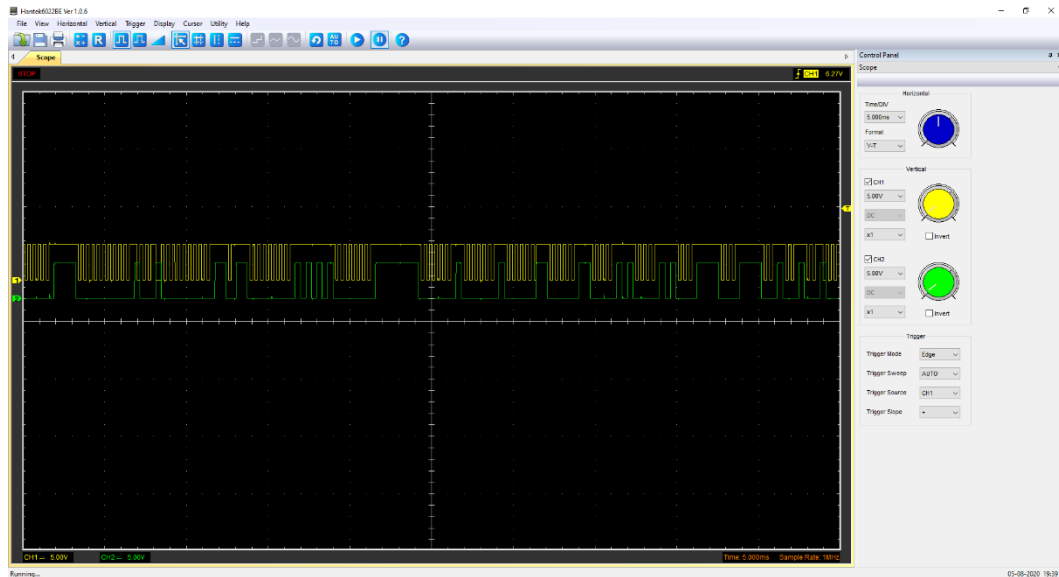 Hantek6022BE Ver 1.0.6
File View Horizontal Vertical Trigger Display Cursor Utility Help
R AUTO ?
Scope
STOP CH1 6.27V
T
1
2
CH1 5.00V CH2 5.00V Time: 5.000ms Sample Rate: 1MHz
Control Panel
Scope
Horizontal
Time/DIV
5.000ms
Format
Y-T
Vertical
CH1
5.00V
DC
x1 Invert
CH2
5.00V
DC
x1 Invert
Trigger
Trigger Mode Edge
Trigger Sweep AUTO
Trigger Source CH1
Trigger Slope +
Running... 05-08-2020 19:39